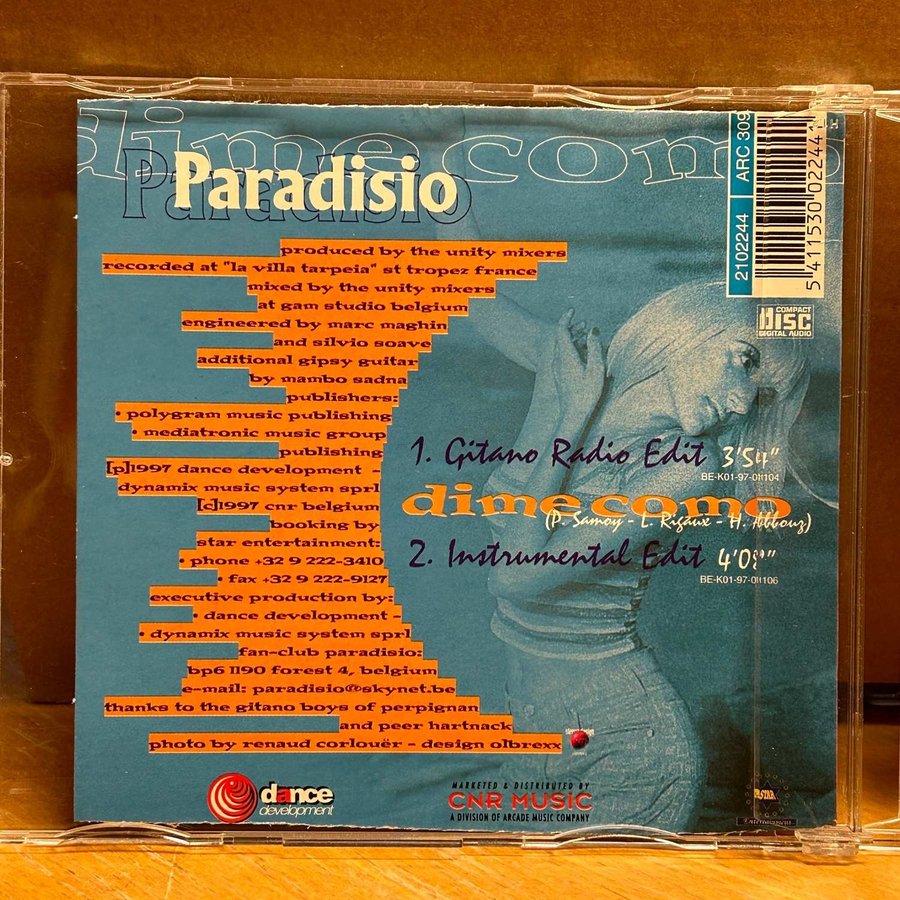 dime como
Paradisio
produced by the unity mixers
recorded at "la villa tarpeia" st tropez france
mixed by the unity mixers
at gam studio belgium
engineered by marc maghin
and silvio soave
additional gipsy guitar
by mambo sadna
publishers:
• polygram music publishing
• mediatronic music group
publishing
[p]1997 dance development -
dynamix music system sprl
[c]1997 cnr belgium
booking by
star entertainment:
• phone +32 9 222-3410
• fax +32 9 222-9127
executive production by:
• dance development -
• dynamix music system sprl
fan-club paradisio:
bp6 1190 forest 4, belgium
e-mail: paradisio@skynet.be
thanks to the gitano boys of perpignan
and peer hartnack
photo by renaud corlouër - design olbrexx
dance
development
MARKETED & DISTRIBUTED BY
CNR MUSIC
A DIVISION OF ARCADE MUSIC COMPANY
2102244 ARC 309
5 411530 022441
COMPACT
disc
DIGITAL AUDIO
1. Gitano Radio Edit 3'54"
BE-K01-97-01104
dime como
(P. Samoy - L. Rigaux - H. Abbouz)
2. Instrumental Edit
BE-K01-97-01106